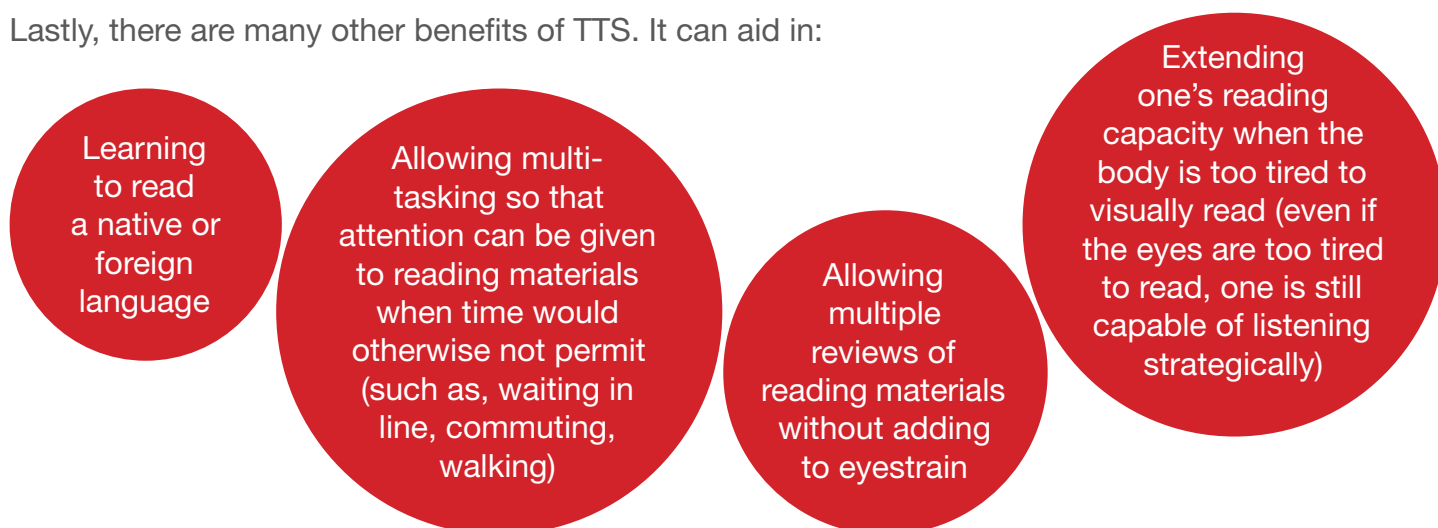 Lastly, there are many other benefits of TTS. It can aid in:
Learning
to read
a native or
foreign
language
Allowing multi-
tasking so that
attention can be given
to reading materials
when time would
otherwise not permit
(such as, waiting in
line, commuting,
walking)
Allowing
multiple
reviews of
reading materials
without adding
to eyestrain
Extending
one’s reading
capacity when the
body is too tired to
visually read (even if
the eyes are too tired
to read, one is still
capable of listening
strategically)